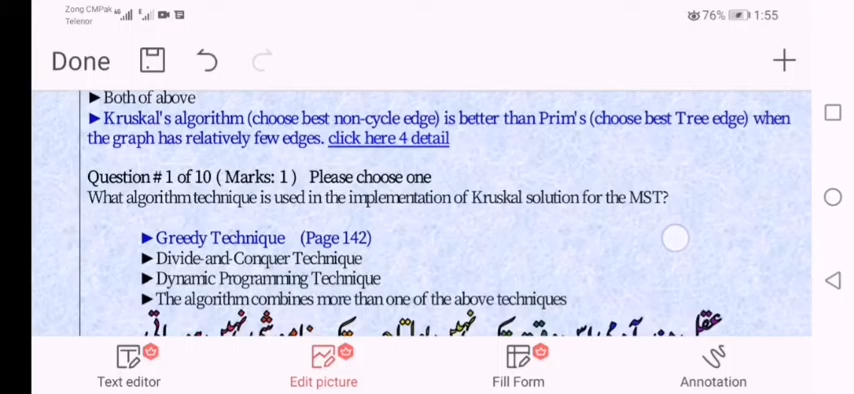 Zong CMPak 4G E
Telenor
76% 1:55
Done
▶Both of above
▶Kruskal's algorithm (choose best non-cycle edge) is better than Prim's (choose best Tree edge) when
the graph has relatively few edges. click here 4 detail
Question # 1 of 10 ( Marks: 1 ) Please choose one
What algorithm technique is used in the implementation of Kruskal solution for the MST?
▶Greedy Technique (Page 142)
▶Divide-and-Conquer Technique
▶Dynamic Programming Technique
▶The algorithm combines more than one of the above techniques
Text editor
Edit picture
Fill Form
Annotation